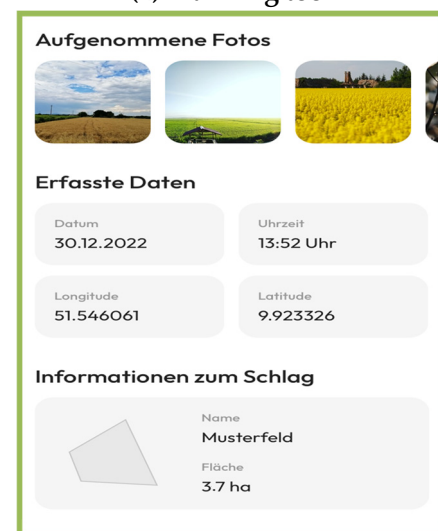 Aufgenommene Fotos
Erfasste Daten
Datum
30.12.2022
Uhrzeit
13:52 Uhr
Longitude
51.546061
Latitude
9.923326
Informationen zum Schlag
Name
Musterfeld
Fläche
3.7 ha